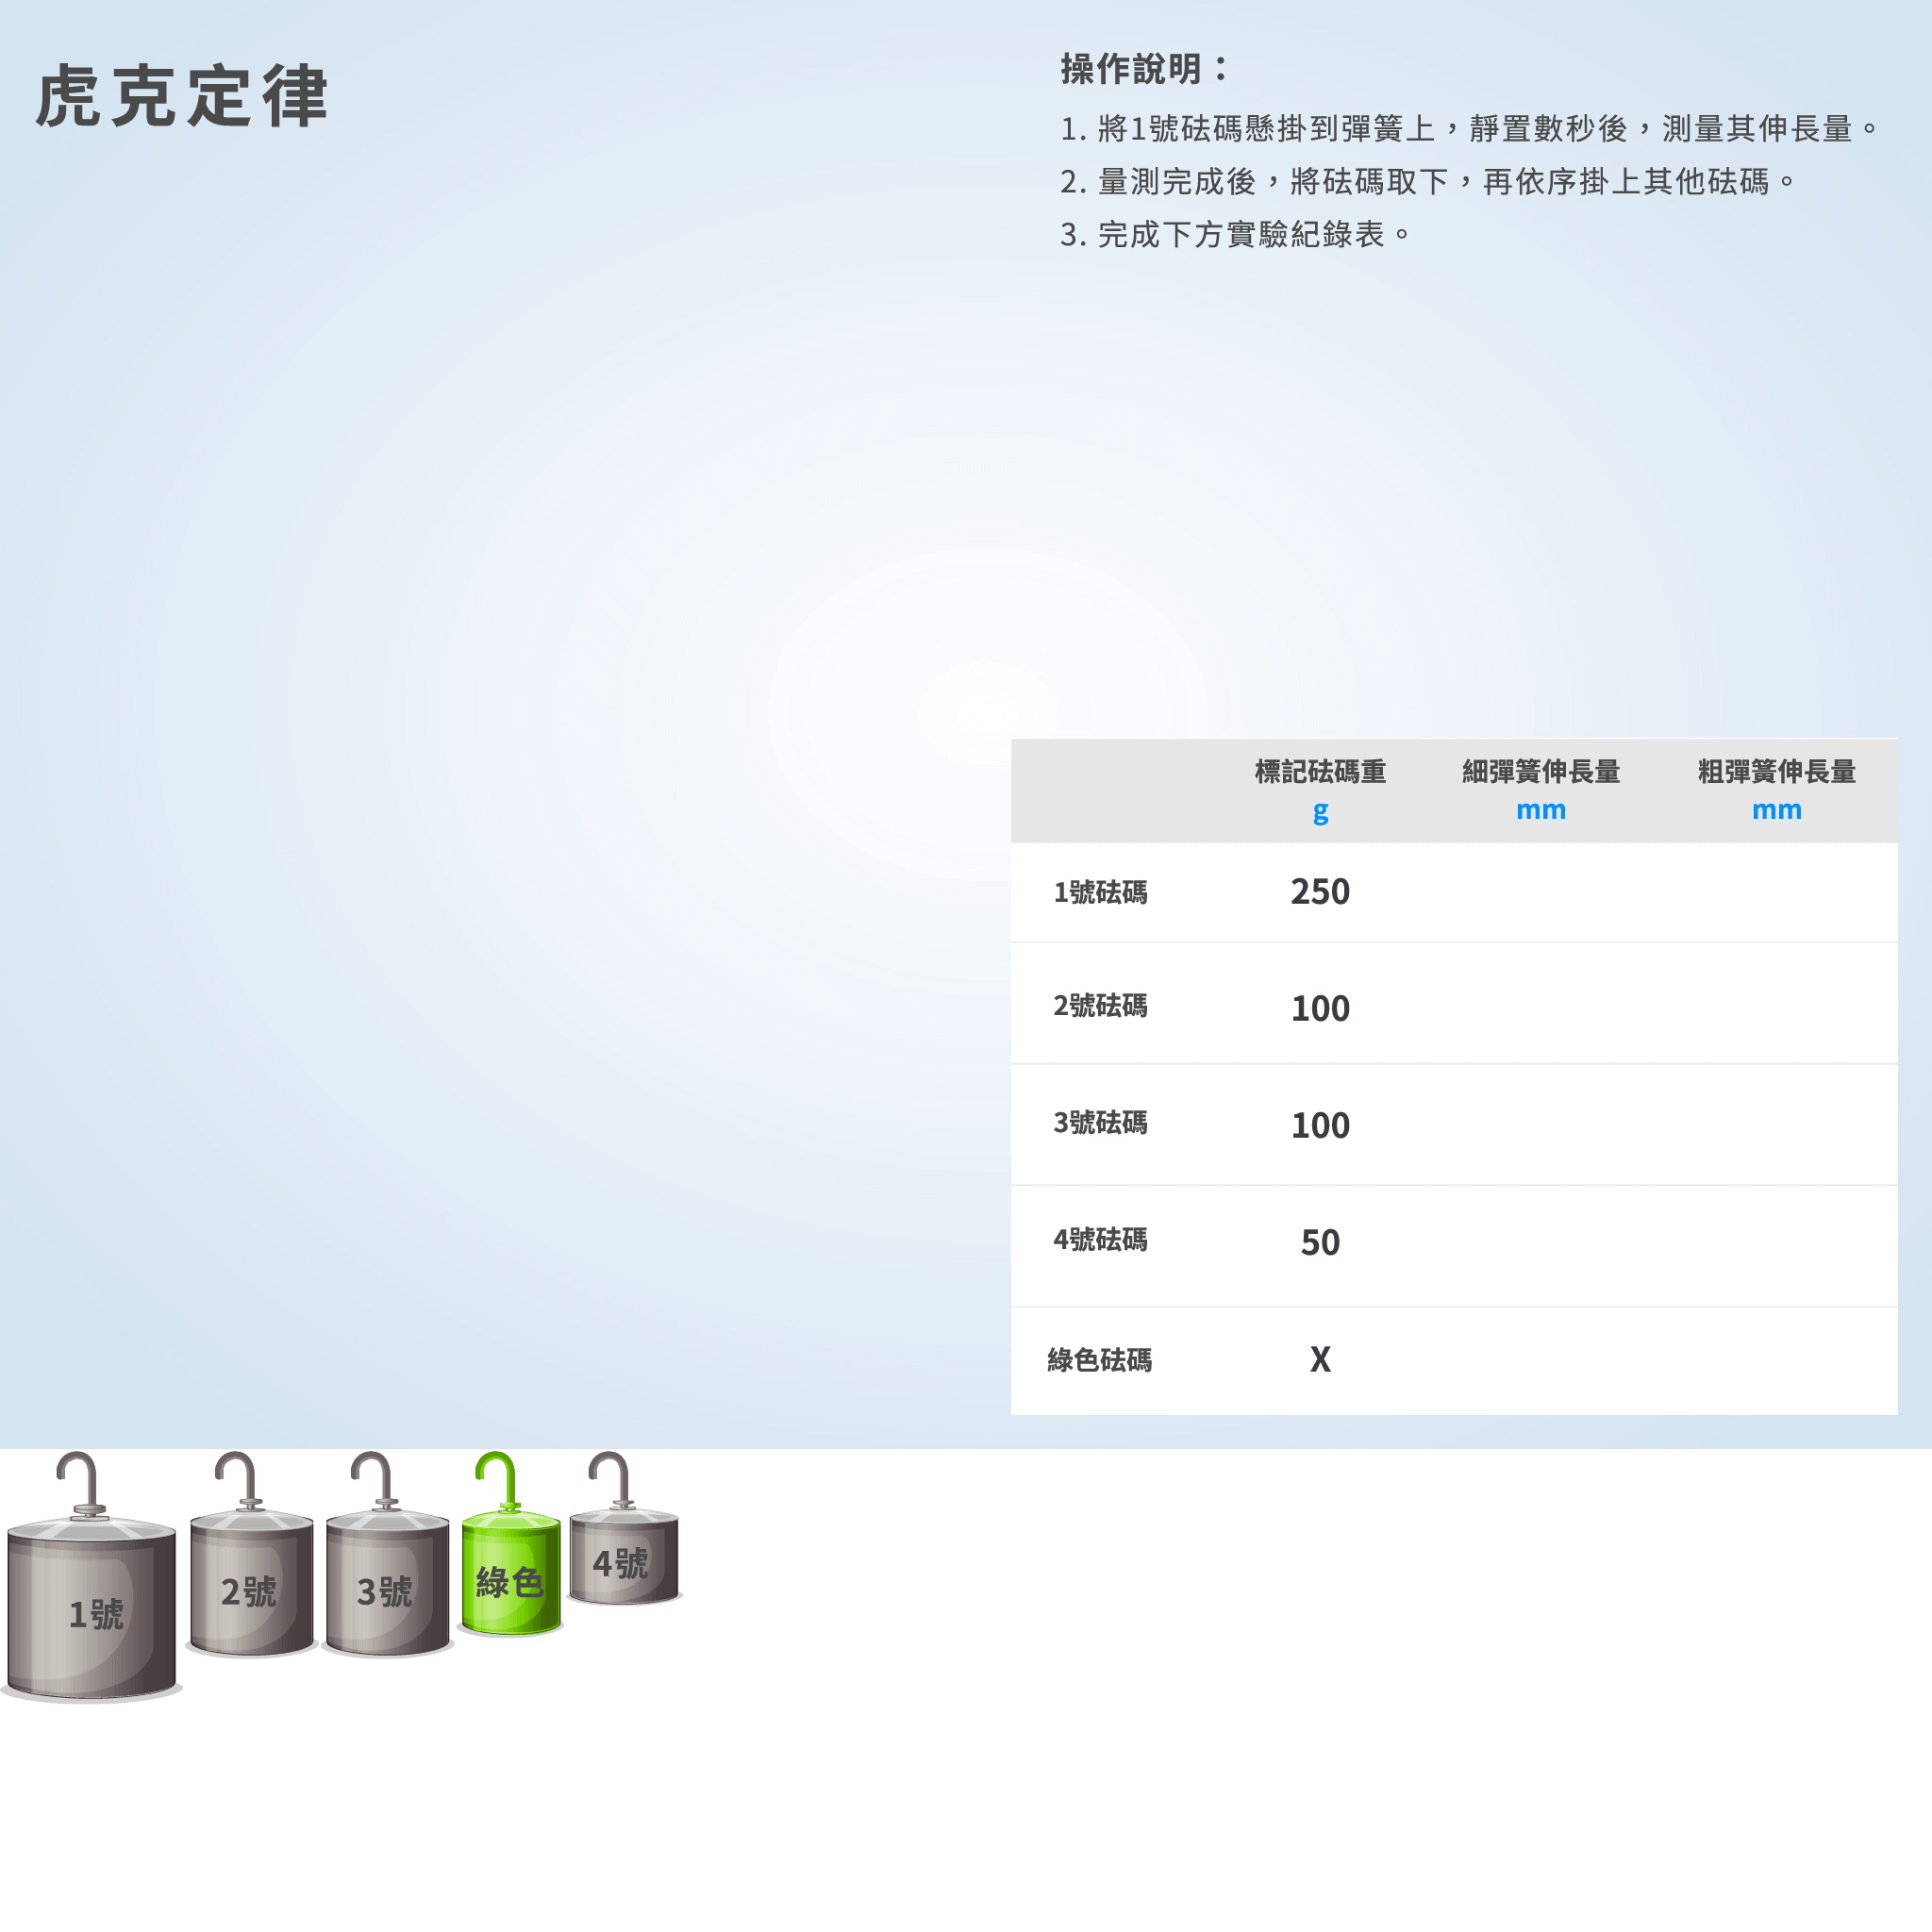 虎克定律
操作說明：
1. 將1號砝碼懸掛到彈簧上，靜置數秒後，測量其伸長量。
2. 量測完成後，將砝碼取下，再依序掛上其他砝碼。
3. 完成下方實驗紀錄表。
標記砝碼重 細彈簧伸長量 粗彈簧伸長量
g mm mm
1號砝碼 250
2號砝碼 100
3號砝碼 100
4號砝碼 50
綠色砝碼 X
1號 2號 3號 綠色 4號